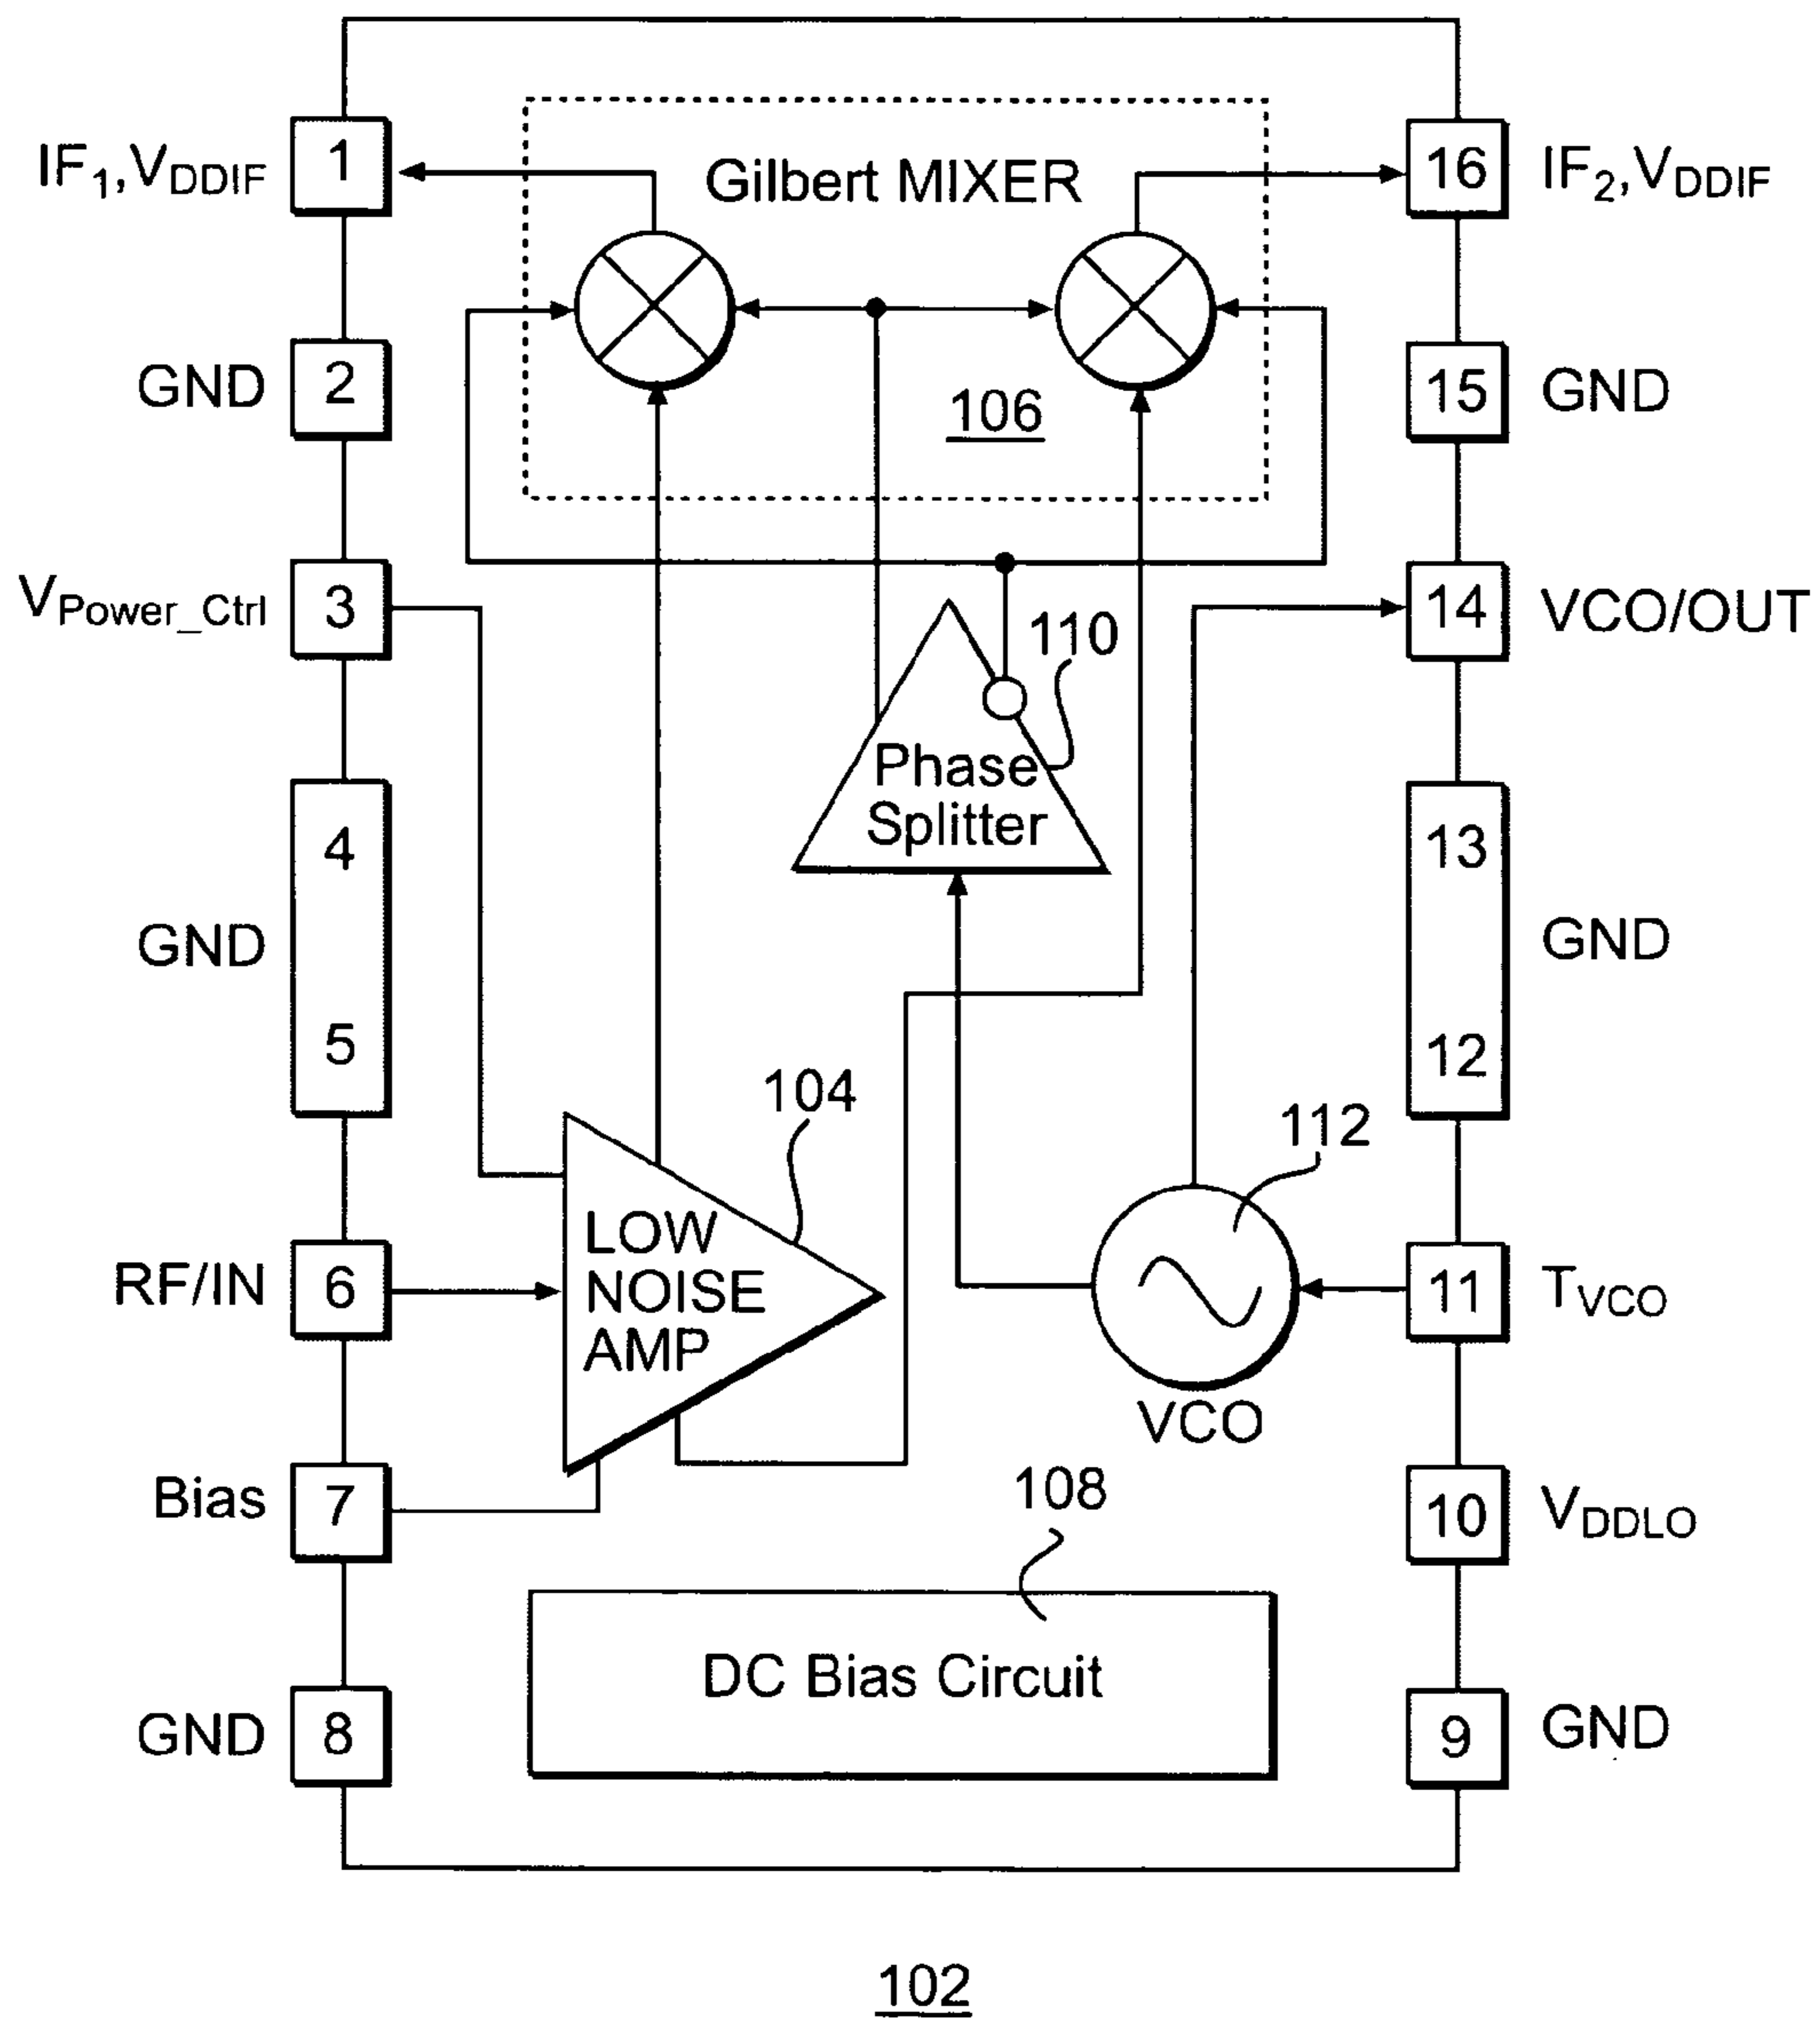 IF1,VDDIF
1
Gilbert MIXER
16
IF2,VDDIF
GND
2
106
15
GND
VPower_Ctrl
3
110
14
VCO/OUT
Phase
Splitter
4
GND
5
13
GND
12
104
112
LOW
NOISE
AMP
RF/IN
6
11
TVCO
VCO
Bias
7
108
10
VDDLO
DC Bias Circuit
GND
8
9
GND
102